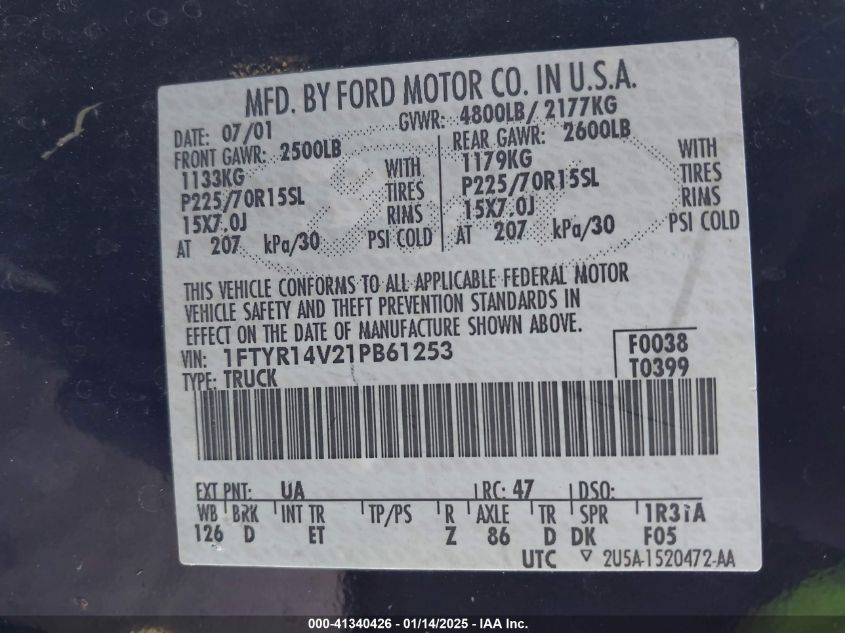 MFD. BY FORD MOTOR CO. IN U.S.A.
DATE: 07/01 GVWR: 4800LB/ 2177KG
FRONT GAWR: 2500LB REAR GAWR: 2600LB
1133KG WITH 1179KG WITH
P225/70R15SL TIRES P225/70R15SL TIRES
15X7.0J RIMS 15X7.0J RIMS
AT 207 kPa/30 PSI COLD AT 207 kPa/30 PSI COLD
THIS VEHICLE CONFORMS TO ALL APPLICABLE FEDERAL MOTOR
VEHICLE SAFETY AND THEFT PREVENTION STANDARDS IN
EFFECT ON THE DATE OF MANUFACTURE SHOWN ABOVE.
VIN: 1FTYR14V21PB61253 F0038
TYPE: TRUCK T0399
EXT PNT: UA RC: 47 DSO:
WB BRK INT TR TP/PS R AXLE TR SPR 1R31A
126 D ET Z 86 D DK F05
UTC ▽ 2U5A-1520472-AA
000-41340426 - 01/14/2025 - IAA Inc.